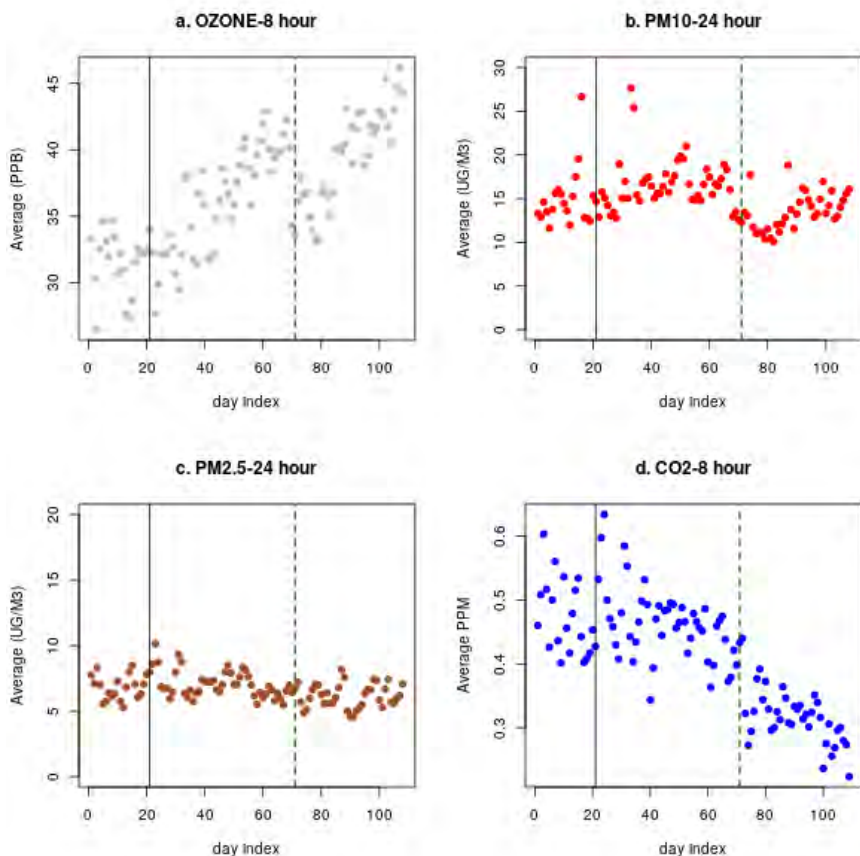 a. OZONE-8 hour
Average (PPB)
45
40
35
30
0 20 40 60 80 100
day index
b. PM10-24 hour
Average (UG/M3)
30
25
20
15
10
5
0
0 20 40 60 80 100
day index
c. PM2.5-24 hour
Average (UG/M3)
20
15
10
5
0
0 20 40 60 80 100
day index
d. CO2-8 hour
Average PPM
0.6
0.5
0.4
0.3
0 20 40 60 80 100
day index